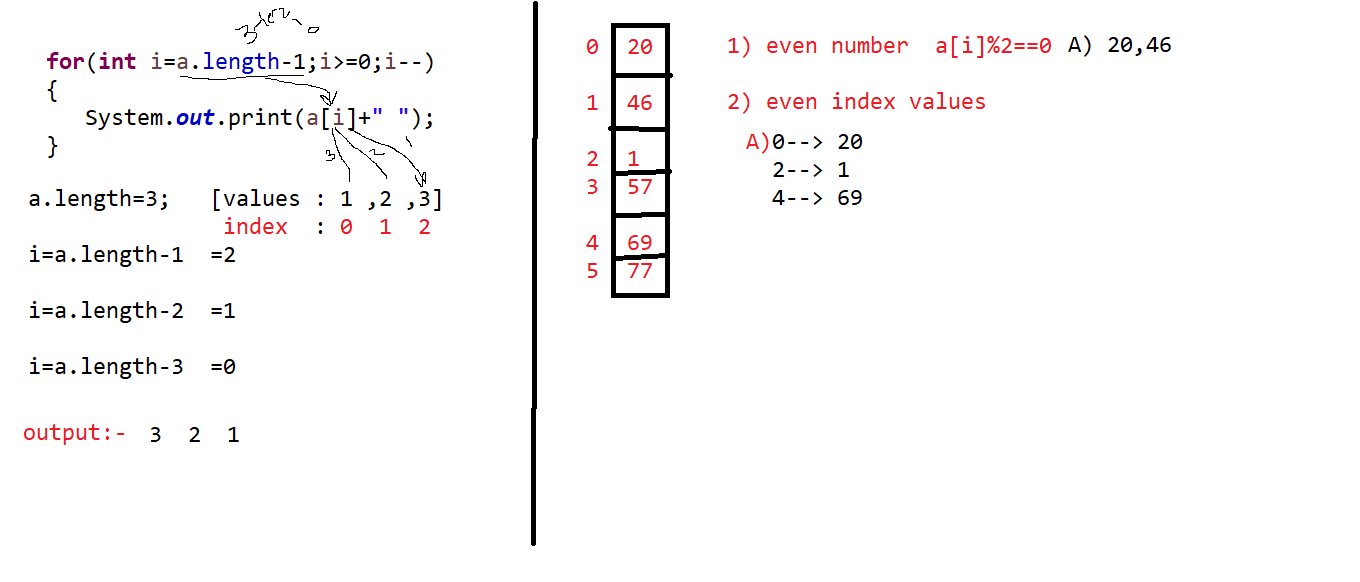 for(int i=a.length-1;i>=0;i--)
{
System.out.print(a[i]+" ");
}
3 2 1
a.length=3; [values : 1 ,2 ,3]
index : 0 1 2
i=a.length-1 =2
i=a.length-2 =1
i=a.length-3 =0
output:- 3 2 1
0 20
1 46
2 1
3 57
4 69
5 77
1) even number a[i]%2==0 A) 20,46
2) even index values
A)0--> 20
2--> 1
4--> 69